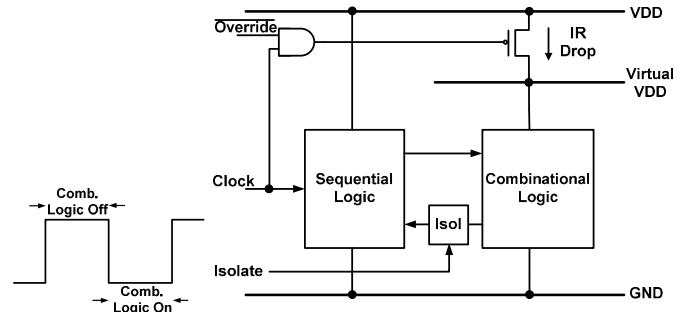 Override
VDD
IR
Drop
Virtual
VDD
Clock
Sequential
Logic
Combinational
Logic
Isol
Isolate
GND
Comb.
Logic Off
Comb.
Logic On